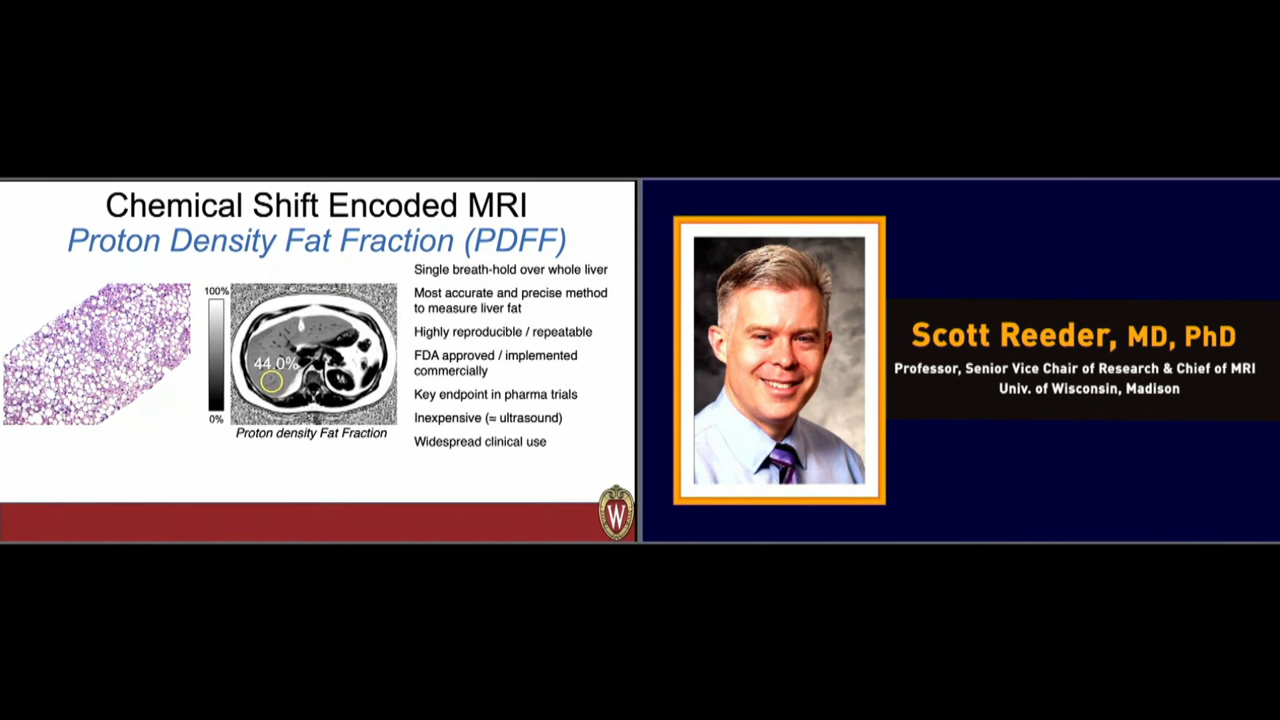 Chemical Shift Encoded MRI
Proton Density Fat Fraction (PDFF)
100%
0%
44.0%
Proton density Fat Fraction
Single breath-hold over whole liver
Most accurate and precise method
to measure liver fat
Highly reproducible / repeatable
FDA approved / implemented
commercially
Key endpoint in pharma trials
Inexpensive (≈ ultrasound)
Widespread clinical use
W
Scott Reeder, MD, PhD
Professor, Senior Vice Chair of Research & Chief of MRI
Univ. of Wisconsin, Madison